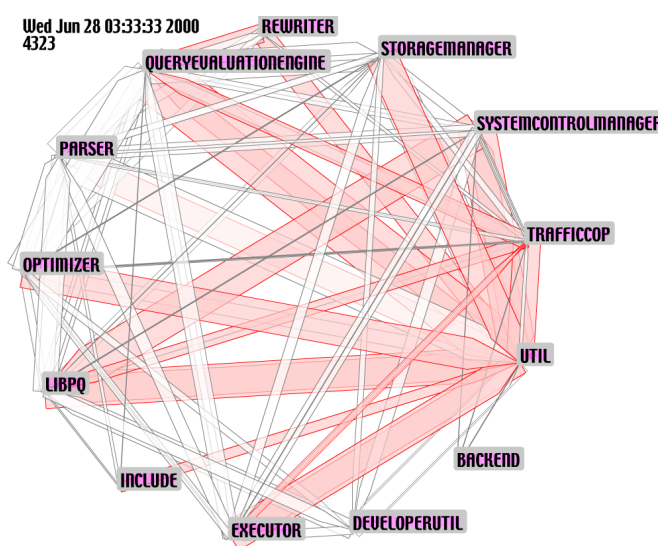 Wed Jun 28 03:33:33 2000
4323
REWRITER
STORAGEMANAGER
QUERYEVALUATIONENGINE
SYSTEMCONTROLMANAGER
PARSER
TRAFFICCOP
OPTIMIZER
UTIL
LIBPQ
BACKEND
INCLUDE
EXECUTOR
DEVELOPERUTIL